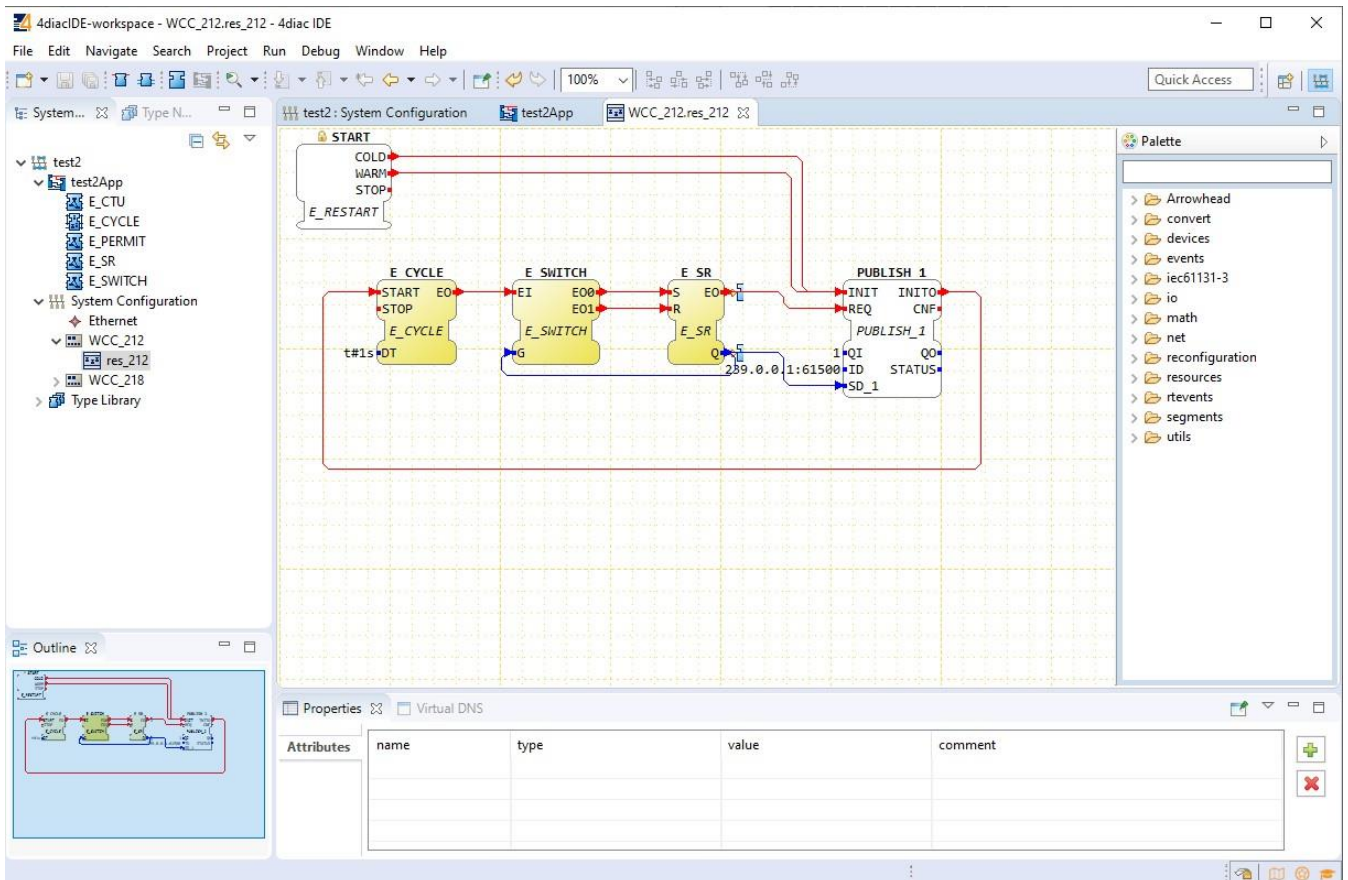 4diacIDE-workspace - WCC_212.res_212 - 4diac IDE
File Edit Navigate Search Project Run Debug Window Help
100%
Quick Access
System... Type N...
test2 : System Configuration test2App WCC_212.res_212
test2
test2App
E_CTU
E_CYCLE
E_PERMIT
E_SR
E_SWITCH
System Configuration
Ethernet
WCC_212
res_212
WCC_218
Type Library
START
COLD
WARM
STOP
E_RESTART
E_CYCLE
START EO
STOP
E_CYCLE
t#1s DT
E_SWITCH
EI EO0
EO1
E_SWITCH
G
E_SR
S EO
R
E_SR
Q
PUBLISH_1
INIT INITO
REQ CNF
PUBLISH_1
1 QI QO
239.0.0.1:61500 ID STATUS
SD_1
Palette
Arrowhead
convert
devices
events
iec61131-3
io
math
net
reconfiguration
resources
rtevents
segments
utils
Outline
Properties Virtual DNS
Attributes
name type value comment